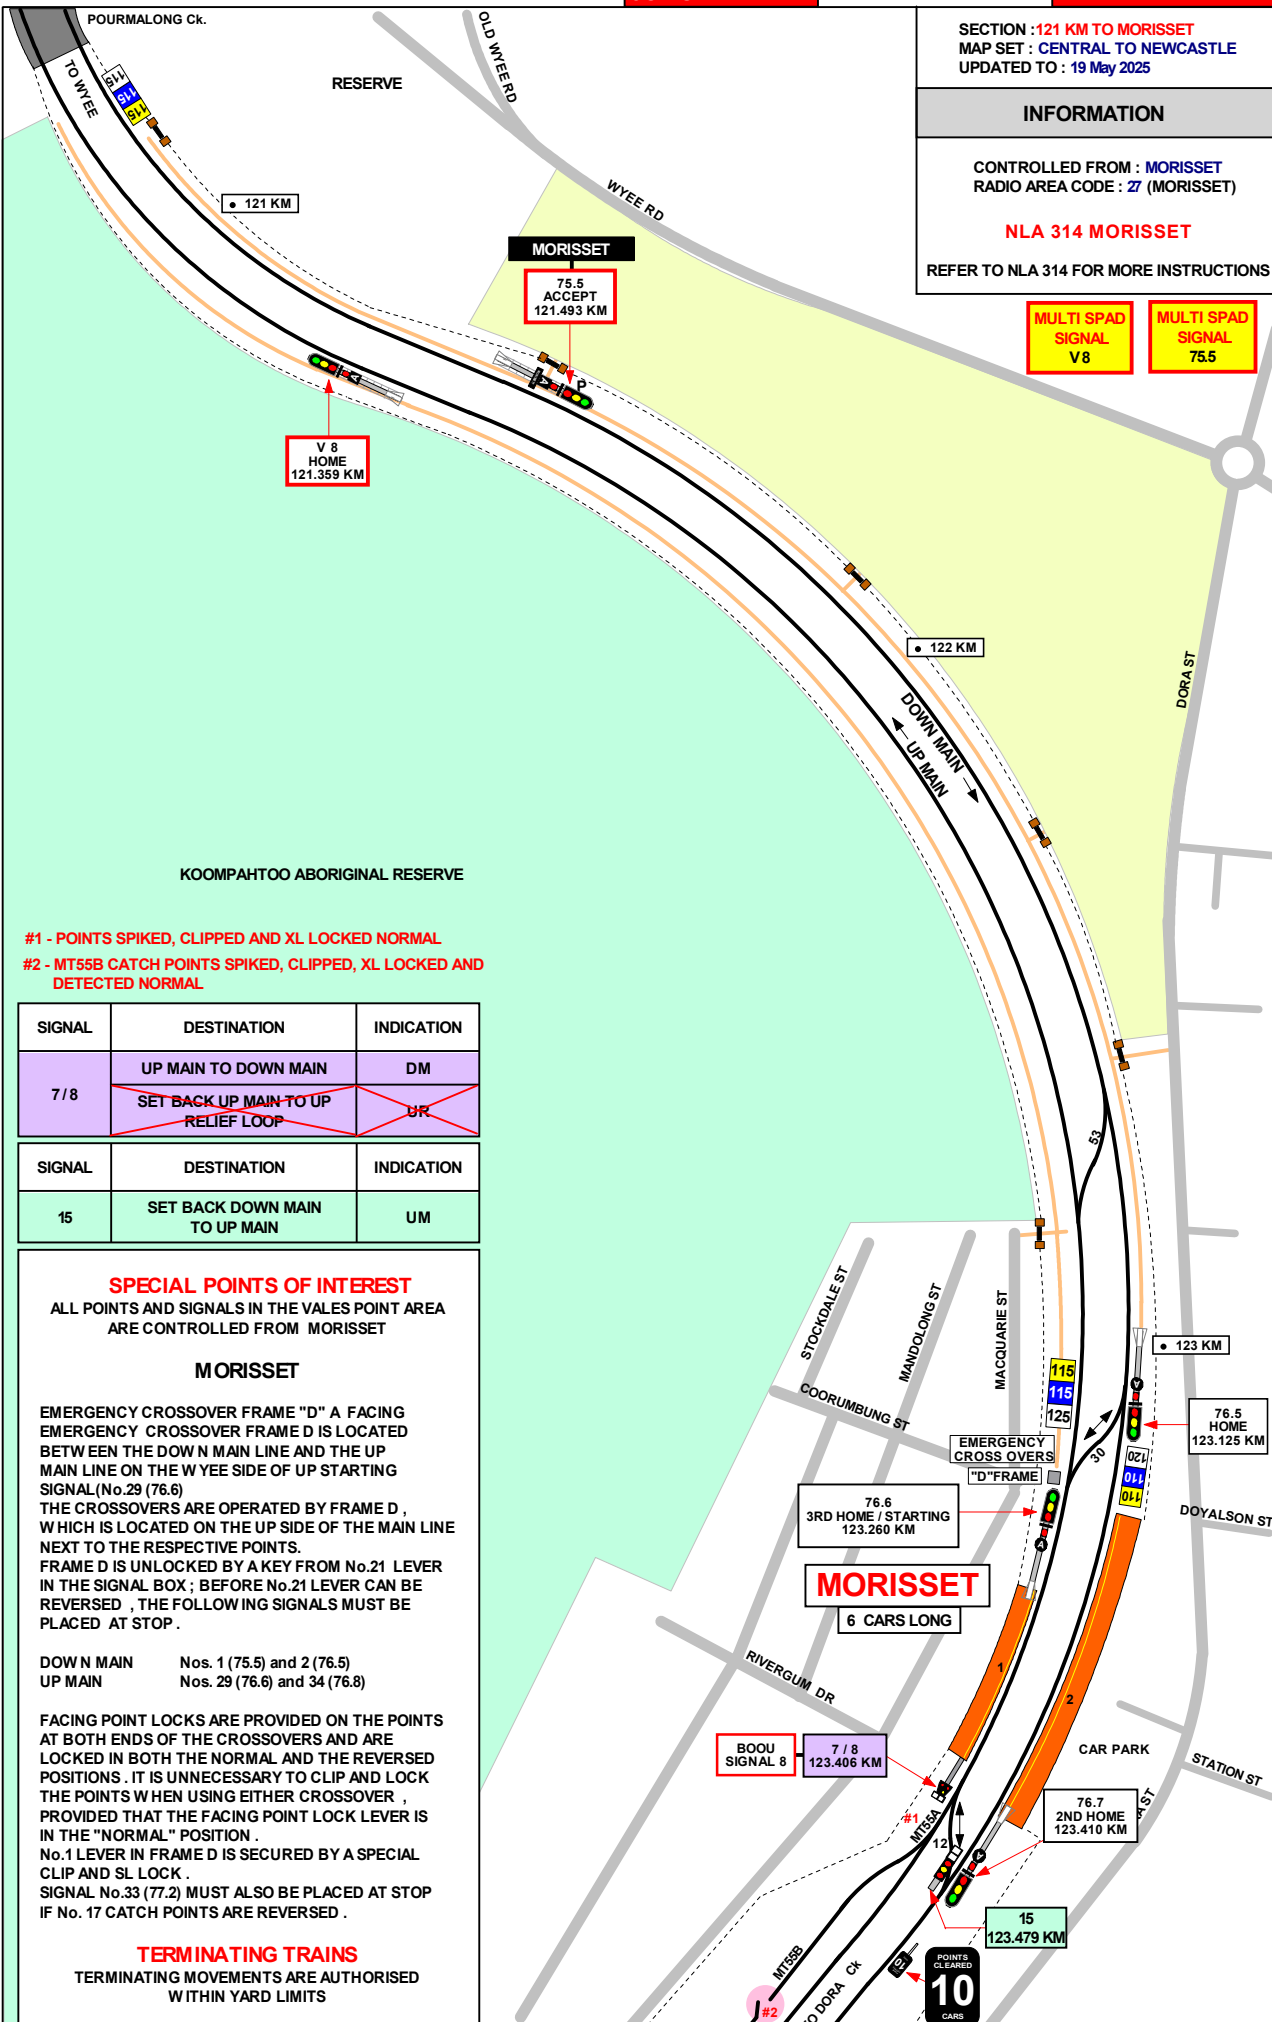 POURMALONG Ck.
TO WYEE
115
115
115
RESERVE
OLD WYEE RD
WYEE RD
SECTION : 121 KM TO MORISSET
MAP SET : CENTRAL TO NEWCASTLE
UPDATED TO : 19 May 2025
INFORMATION
CONTROLLED FROM : MORISSET
RADIO AREA CODE : 27 (MORISSET)
NLA 314 MORISSET
REFER TO NLA 314 FOR MORE INSTRUCTIONS
MULTI SPAD
SIGNAL
V8
MULTI SPAD
SIGNAL
75.5
121 KM
MORISSET
75.5
ACCEPT
121.493 KM
P
V 8
HOME
121.359 KM
122 KM
DOWN MAIN
UP MAIN
DORA ST
KOOMPAHTOO ABORIGINAL RESERVE
#1 - POINTS SPIKED, CLIPPED AND XL LOCKED NORMAL
#2 - MT55B CATCH POINTS SPIKED, CLIPPED, XL LOCKED AND
DETECTED NORMAL
SIGNAL DESTINATION INDICATION
7 / 8 UP MAIN TO DOWN MAIN DM
SET BACK UP MAIN TO UP
RELIEF LOOP UR
SIGNAL DESTINATION INDICATION
15 SET BACK DOWN MAIN
TO UP MAIN UM
SPECIAL POINTS OF INTEREST
ALL POINTS AND SIGNALS IN THE VALES POINT AREA
ARE CONTROLLED FROM MORISSET
MORISSET
EMERGENCY CROSSOVER FRAME "D" A FACING
EMERGENCY CROSSOVER FRAME D IS LOCATED
BETWEEN THE DOWN MAIN LINE AND THE UP
MAIN LINE ON THE WYEE SIDE OF UP STARTING
SIGNAL(No.29 (76.6)
THE CROSSOVERS ARE OPERATED BY FRAME D ,
WHICH IS LOCATED ON THE UP SIDE OF THE MAIN LINE
NEXT TO THE RESPECTIVE POINTS.
FRAME D IS UNLOCKED BY A KEY FROM No.21 LEVER
IN THE SIGNAL BOX ; BEFORE No.21 LEVER CAN BE
REVERSED , THE FOLLOWING SIGNALS MUST BE
PLACED AT STOP .
DOWN MAIN Nos. 1 (75.5) and 2 (76.5)
UP MAIN Nos. 29 (76.6) and 34 (76.8)
FACING POINT LOCKS ARE PROVIDED ON THE POINTS
AT BOTH ENDS OF THE CROSSOVERS AND ARE
LOCKED IN BOTH THE NORMAL AND THE REVERSED
POSITIONS . IT IS UNNECESSARY TO CLIP AND LOCK
THE POINTS WHEN USING EITHER CROSSOVER ,
PROVIDED THAT THE FACING POINT LOCK LEVER IS
IN THE "NORMAL" POSITION .
No.1 LEVER IN FRAME D IS SECURED BY A SPECIAL
CLIP AND SL LOCK .
SIGNAL No.33 (77.2) MUST ALSO BE PLACED AT STOP
IF No. 17 CATCH POINTS ARE REVERSED .
TERMINATING TRAINS
TERMINATING MOVEMENTS ARE AUTHORISED
WITHIN YARD LIMITS
53
STOCKDALE ST
MANDOLONG ST
MACQUARIE ST
COORUMBUNG ST
115
115
125
123 KM
76.5
HOME
123.125 KM
A
30
EMERGENCY
CROSS OVERS
"D"FRAME
120
110
110
DOYALSON ST
76.6
3RD HOME / STARTING
123.260 KM
A
MORISSET
6 CARS LONG
RIVERGUM DR
1
2
CAR PARK
STATION ST
BOOU
SIGNAL 8
7 / 8
123.406 KM
76.7
2ND HOME
123.410 KM
A
#1
MT55A
12
15
123.479 KM
MT55B
#2
TO DORA Ck
10
POINTS
CLEARED
10
CARS